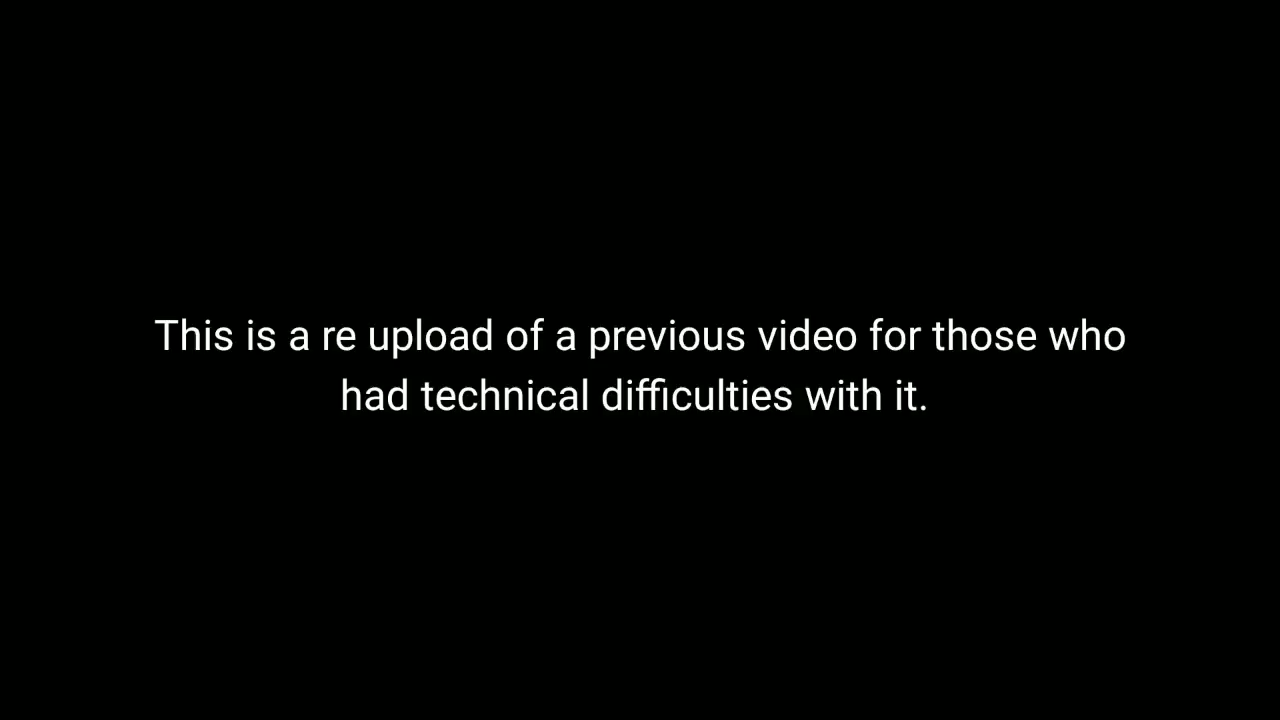 This is a re upload of a previous video for those who
had technical difficulties with it.